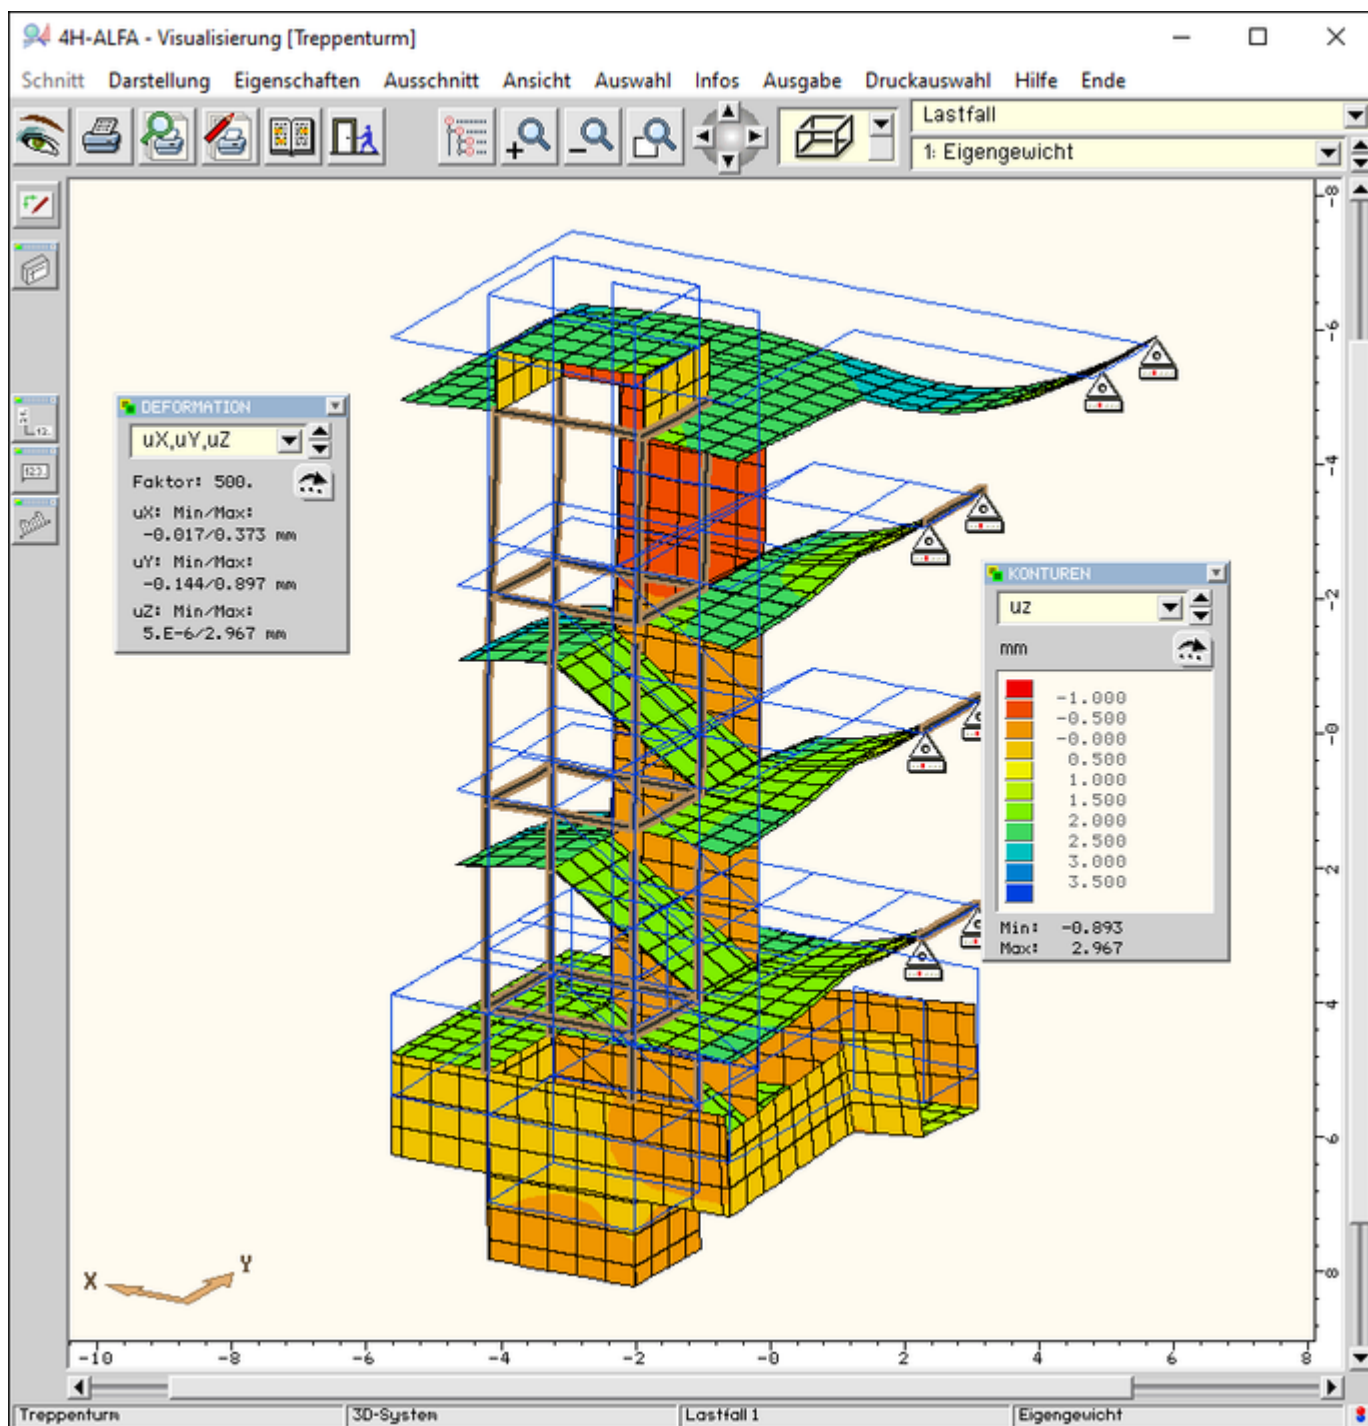 4H-ALFA - Visualisierung [Treppenturm]
Schnitt Darstellung Eigenschaften Ausschnitt Ansicht Auswahl Infos Ausgabe Druckauswahl Hilfe Ende
Lastfall
1: Eigengewicht
DEFORMATION
uX,uY,uZ
Faktor: 500.
uX: Min/Max:
-0.017/0.373 mm
uY: Min/Max:
-0.144/0.897 mm
uZ: Min/Max:
5.E-6/2.967 mm
KONTUREN
uz
mm
-1.000
-0.500
-0.000
0.500
1.000
1.500
2.000
2.500
3.000
3.500
Min: -0.893
Max: 2.967
-8
-6
-4
-2
-0
2
4
6
8
X
Y
-10 -8 -6 -4 -2 -0 2 4 6 8
Treppenturm 3D-System Lastfall 1 Eigengewicht